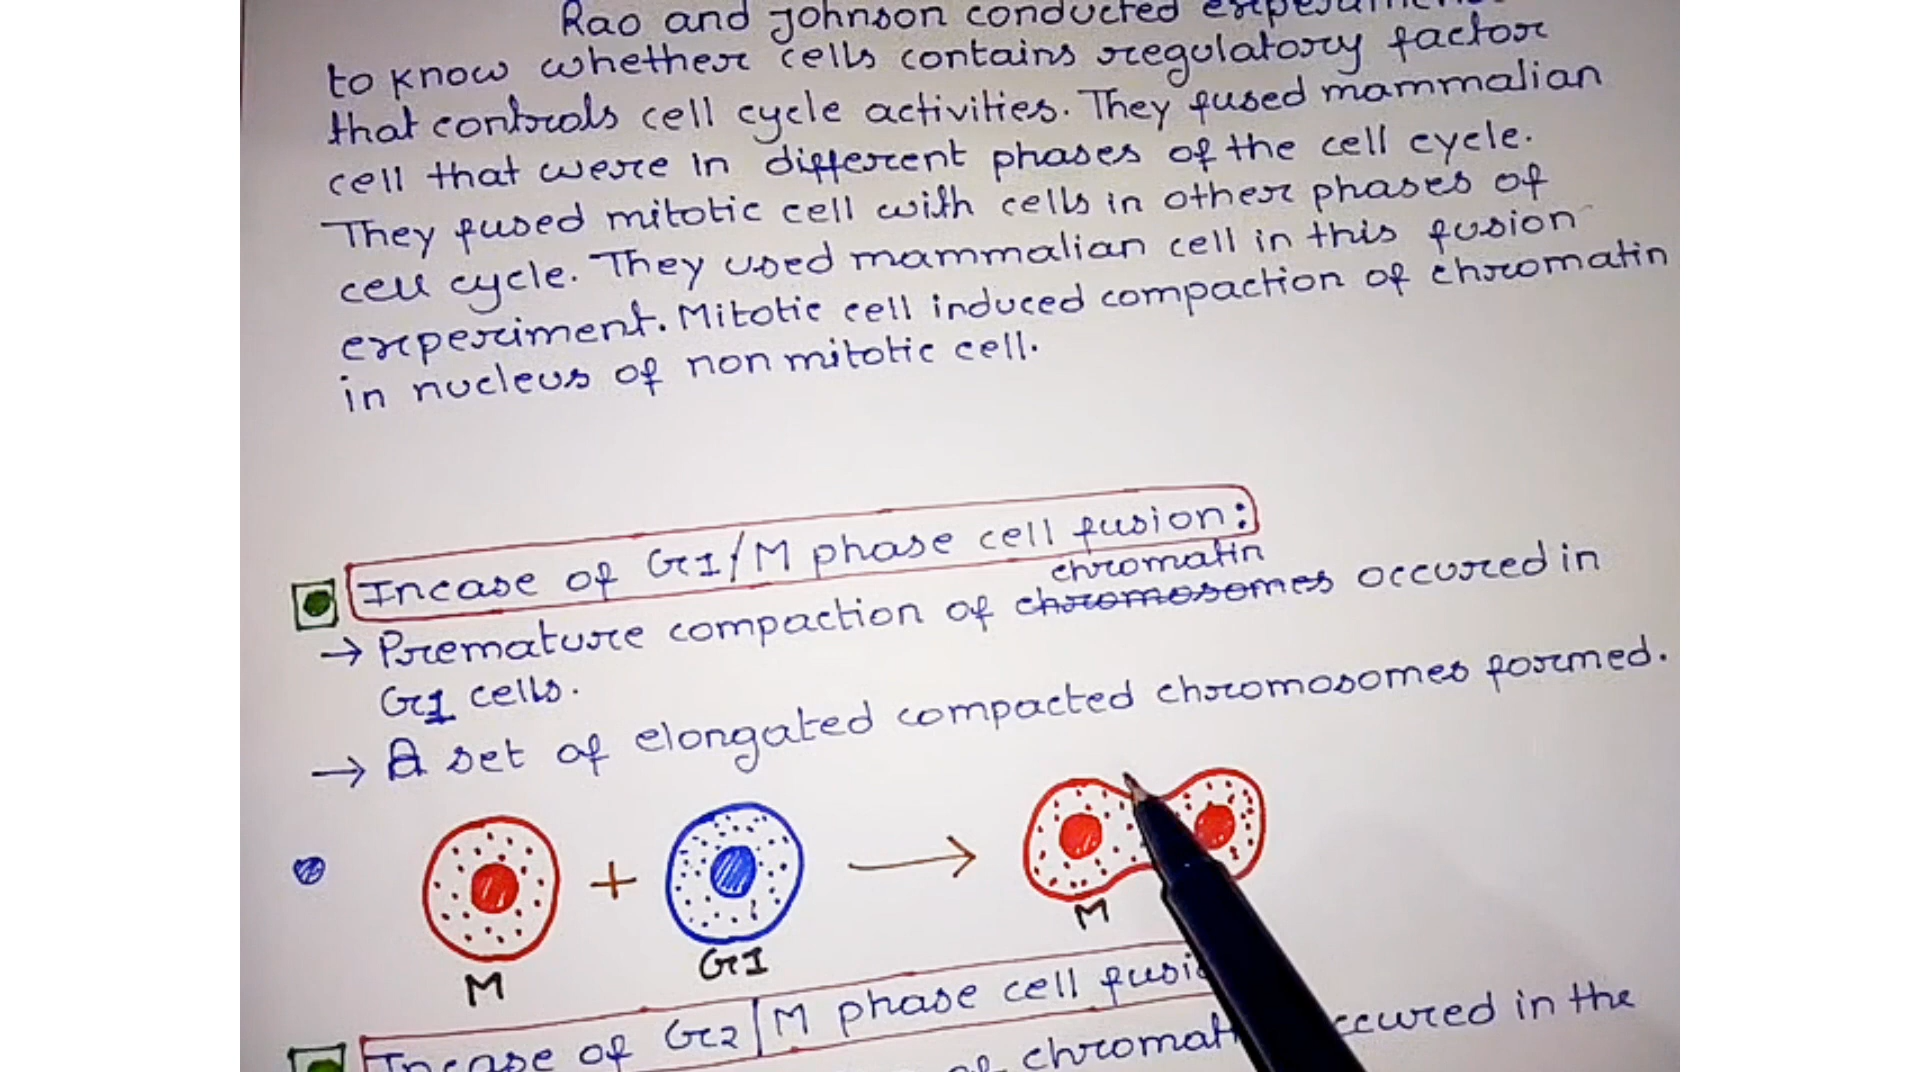 Rao and Johnson conducted
to know whether cells contains regulatory factor
that controls cell cycle activities. They fused mammalian
cell that were in different phases of the cell cycle.
They fused mitotic cell with cells in other phases of
cell cycle. They used mammalian cell in this fusion
experiment. Mitotic cell induced compaction of chromatin
in nucleus of non mitotic cell.
Incase of G1/M phase cell fusion:
chromatin
→ Premature compaction of chromosomes occured in
G1 cells.
→ A set of elongated compacted chromosomes formed.
+ →
M G1 M
Incase of G2/M phase cell
of in the